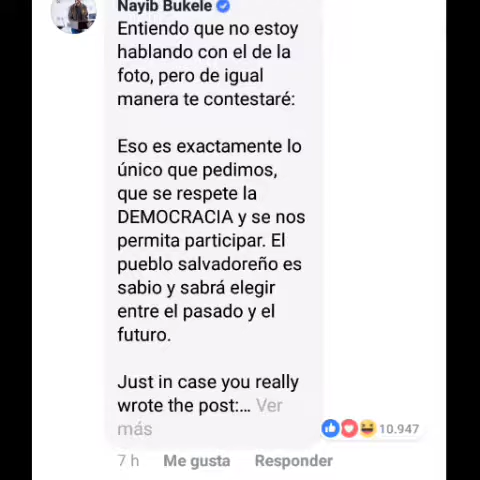 Nayib Bukele
Entiendo que no estoy
hablando con el de la
foto, pero de igual
manera te contestaré:
Eso es exactamente lo
único que pedimos,
que se respete la
DEMOCRACIA y se nos
permita participar. El
pueblo salvadoreño es
sabio y sabrá elegir
entre el pasado y el
futuro.
Just in case you really
wrote the post:... Ver
más
10.947
7 h Me gusta Responder